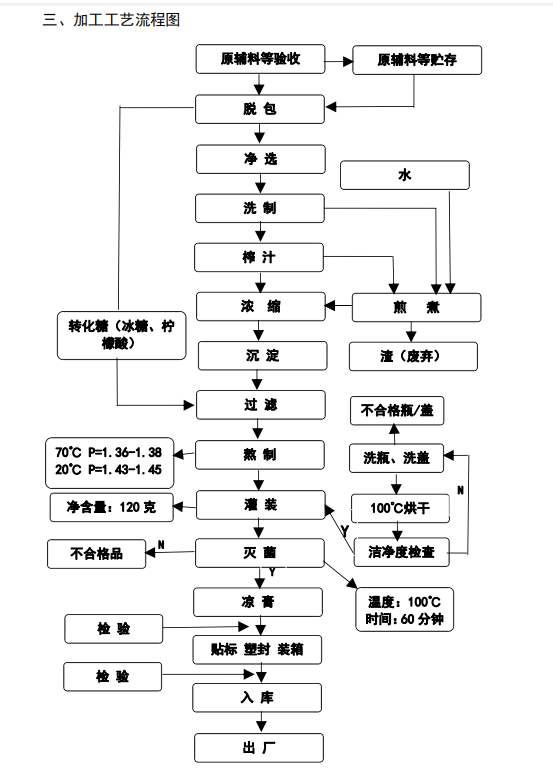 三、加工工艺流程图
原辅料等验收
原辅料等贮存
脱 包
净 选
水
洗 制
榨 汁
浓 缩
煎 煮
转化糖（冰糖、柠
檬酸）
沉 淀
渣（废弃）
过 滤
不合格瓶/盖
70℃ P=1.36-1.38
20℃ P=1.43-1.45
熬 制
洗瓶、洗盖
N
净含量：120 克
灌 装
100℃烘干
Y
不合格品
N
灭 菌
洁净度检查
Y
温度：100℃
时间：60 分钟
凉 膏
检 验
贴标 塑封 装箱
检 验
入 库
出 厂